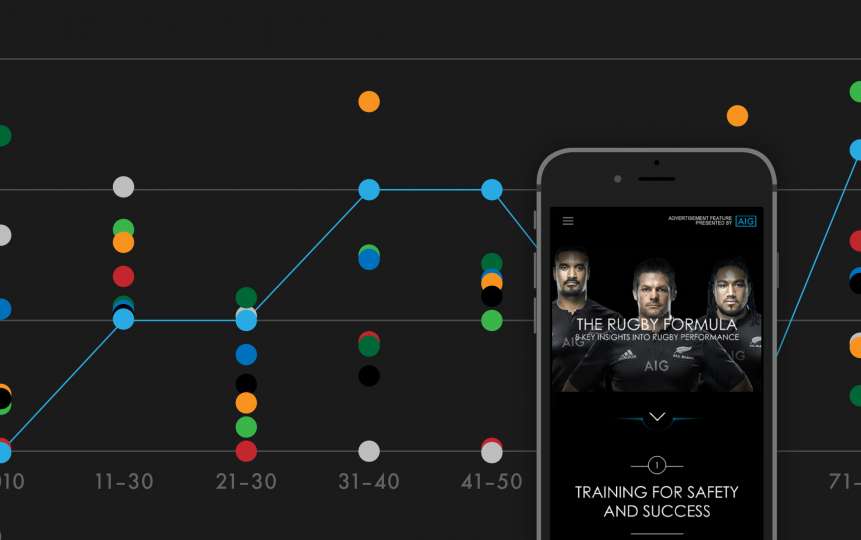 ADVERTISEMENT FEATURE
PRESENTED BY AIG
THE RUGBY FORMULA
8 KEY INSIGHTS INTO RUGBY PERFORMANCE
AIG
1
TRAINING FOR SAFETY
AND SUCCESS
010 11–30 21–30 31–40 41–50 71–